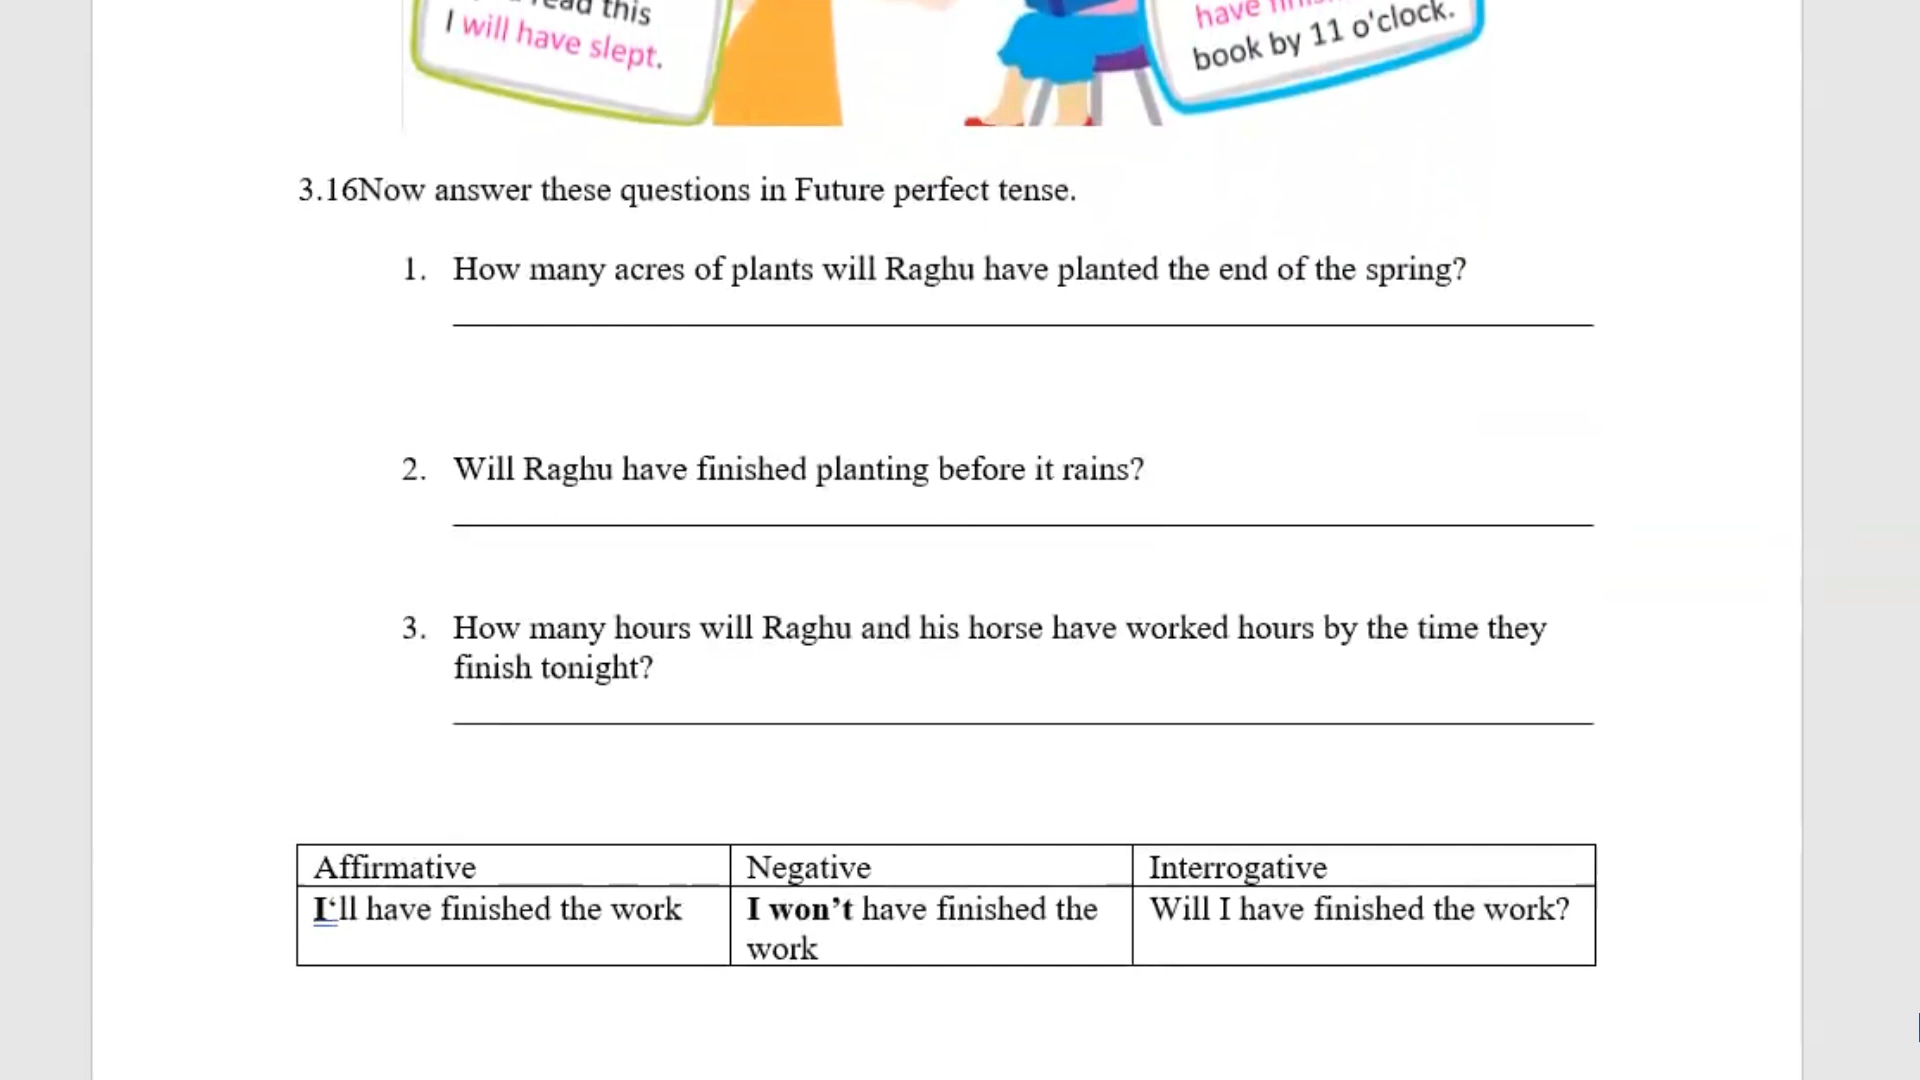 this
I will have slept.
have
book by 11 o'clock.
3.16Now answer these questions in Future perfect tense.
1. How many acres of plants will Raghu have planted the end of the spring?
2. Will Raghu have finished planting before it rains?
3. How many hours will Raghu and his horse have worked hours by the time they
finish tonight?
Affirmative Negative Interrogative
I‘ll have finished the work I won’t have finished the Will I have finished the work?
work